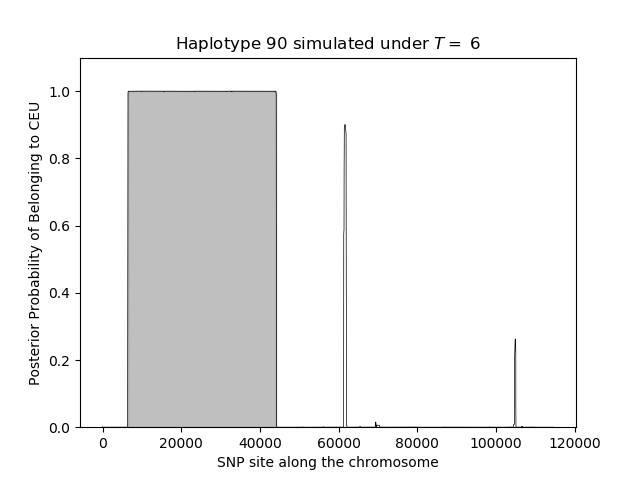 Haplotype 90 simulated under T = 6
Posterior Probability of Belonging to CEU
1.0
0.8
0.6
0.4
0.2
0.0
0 20000 40000 60000 80000 100000 120000
SNP site along the chromosome